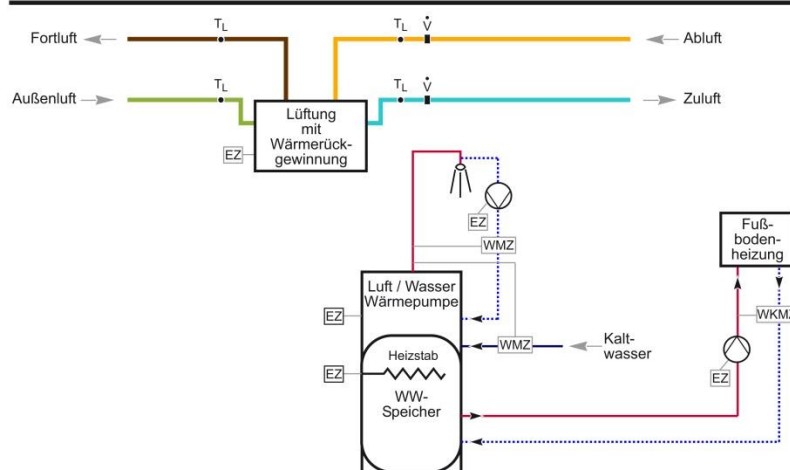 Fortluft
T_L
T_L
V̇
Abluft
Außenluft
T_L
T_L
V̇
Zuluft
Lüftung
mit
Wärmerück-
gewinnung
EZ
EZ
WMZ
Fuß-
boden-
heizung
Luft / Wasser
Wärmepumpe
EZ
WKMZ
WMZ
Kalt-
wasser
Heizstab
EZ
EZ
WW-
Speicher